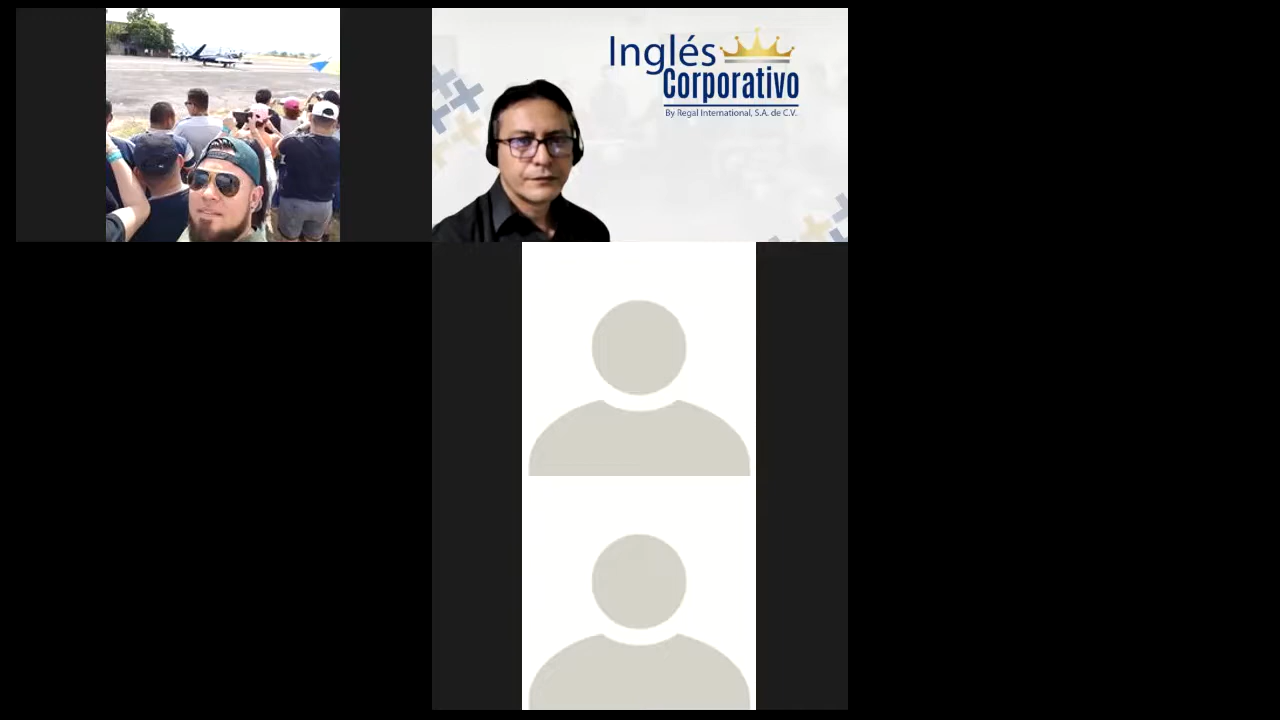 Inglés
Corporativo
By Regal International, S.A. de C.V.